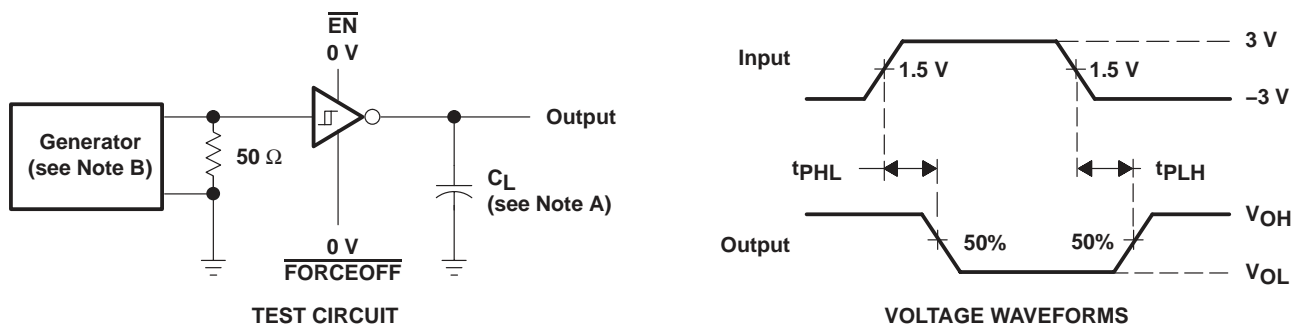 EN
0 V
Generator
(see Note B)
50 Ω
Output
CL
(see Note A)
0 V
FORCEOFF
TEST CIRCUIT
Input
1.5 V
1.5 V
3 V
–3 V
tPHL
tPLH
Output
50%
50%
VOH
VOL
VOLTAGE WAVEFORMS